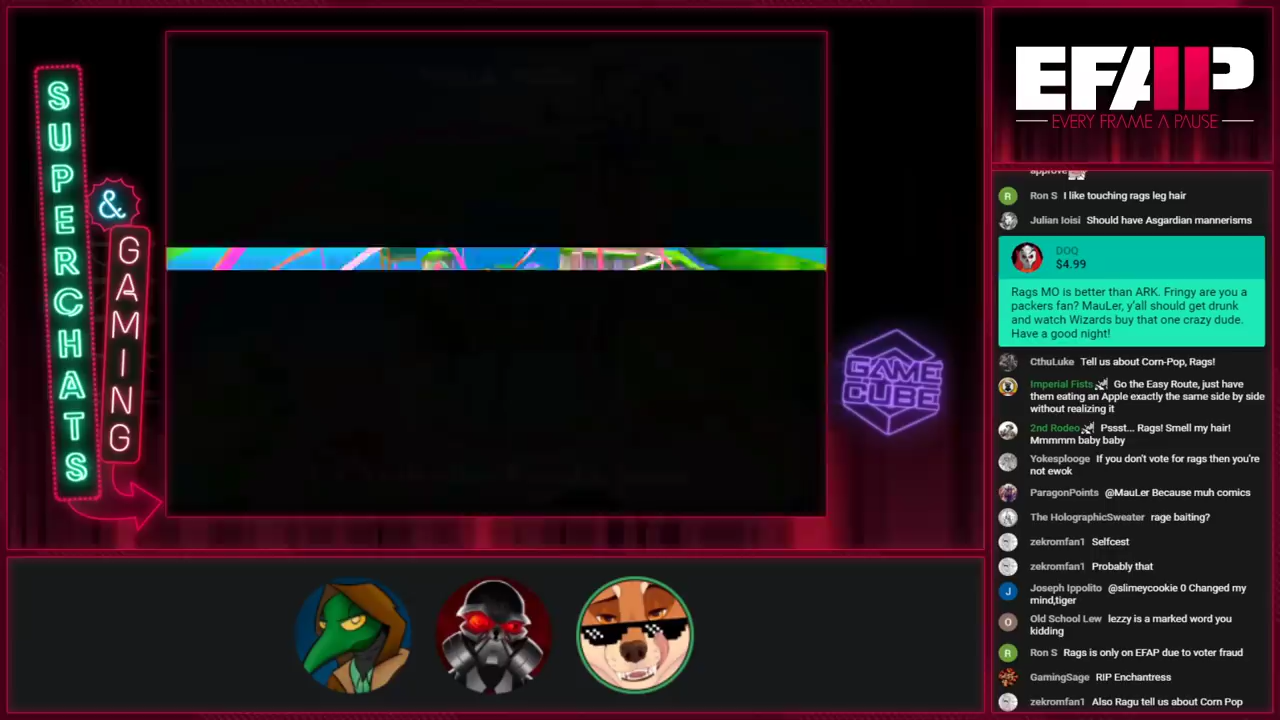 SUPERCHATS
&
GAMING
GAME
CUBE
EFAP
EVERY FRAME A PAUSE
approve
Ron S I like touching rags leg hair
Julian Ioisi Should have Asgardian mannerisms
DOQ
$4.99
Rags MO is better than ARK. Fringy are you a
packers fan? MauLer, y'all should get drunk
and watch Wizards buy that one crazy dude.
Have a good night!
CthuLuke Tell us about Corn-Pop, Rags!
Imperial Fists Go the Easy Route, just have
them eating an Apple exactly the same side by side
without realizing it
2nd Rodeo Pssst... Rags! Smell my hair!
Mmmmm baby baby
Yokesplooge If you don't vote for rags then you're
not ewok
ParagonPoints @MauLer Because muh comics
The HolographicSweater rage baiting?
zekromfan1 Selfcest
zekromfan1 Probably that
Joseph Ippolito @slimeycookie 0 Changed my
mind,tiger
Old School Lew lezzy is a marked word you
kidding
Ron S Rags is only on EFAP due to voter fraud
GamingSage RIP Enchantress
zekromfan1 Also Ragu tell us about Corn Pop